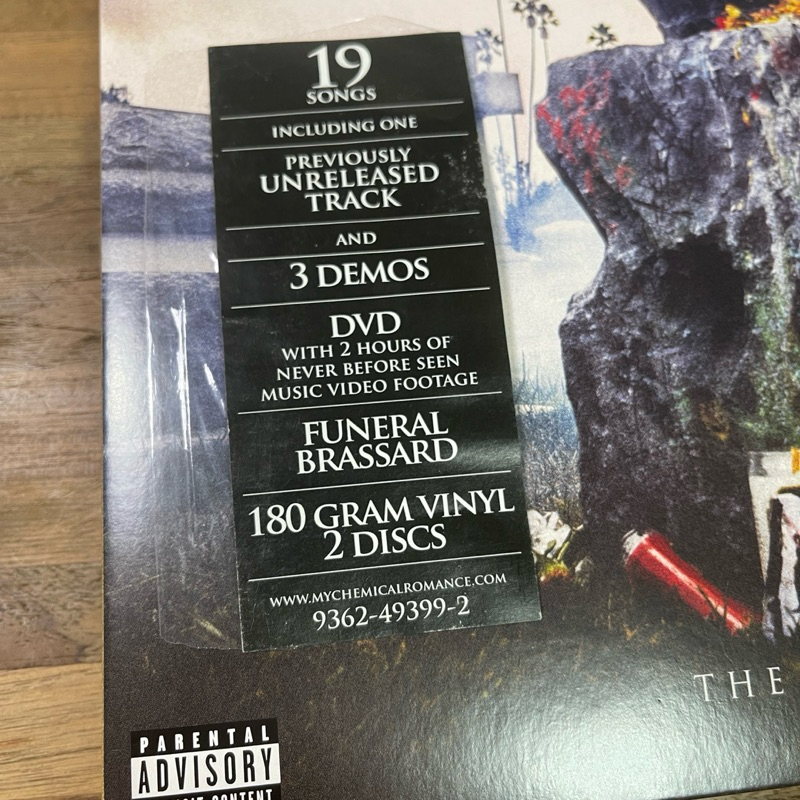 19
SONGS
INCLUDING ONE
PREVIOUSLY
UNRELEASED
TRACK
AND
3 DEMOS
DVD
WITH 2 HOURS OF
NEVER BEFORE SEEN
MUSIC VIDEO FOOTAGE
FUNERAL
BRASSARD
180 GRAM VINYL
2 DISCS
WWW.MYCHEMICALROMANCE.COM
9362-49399-2
THE
PARENTAL
ADVISORY
CONTENT